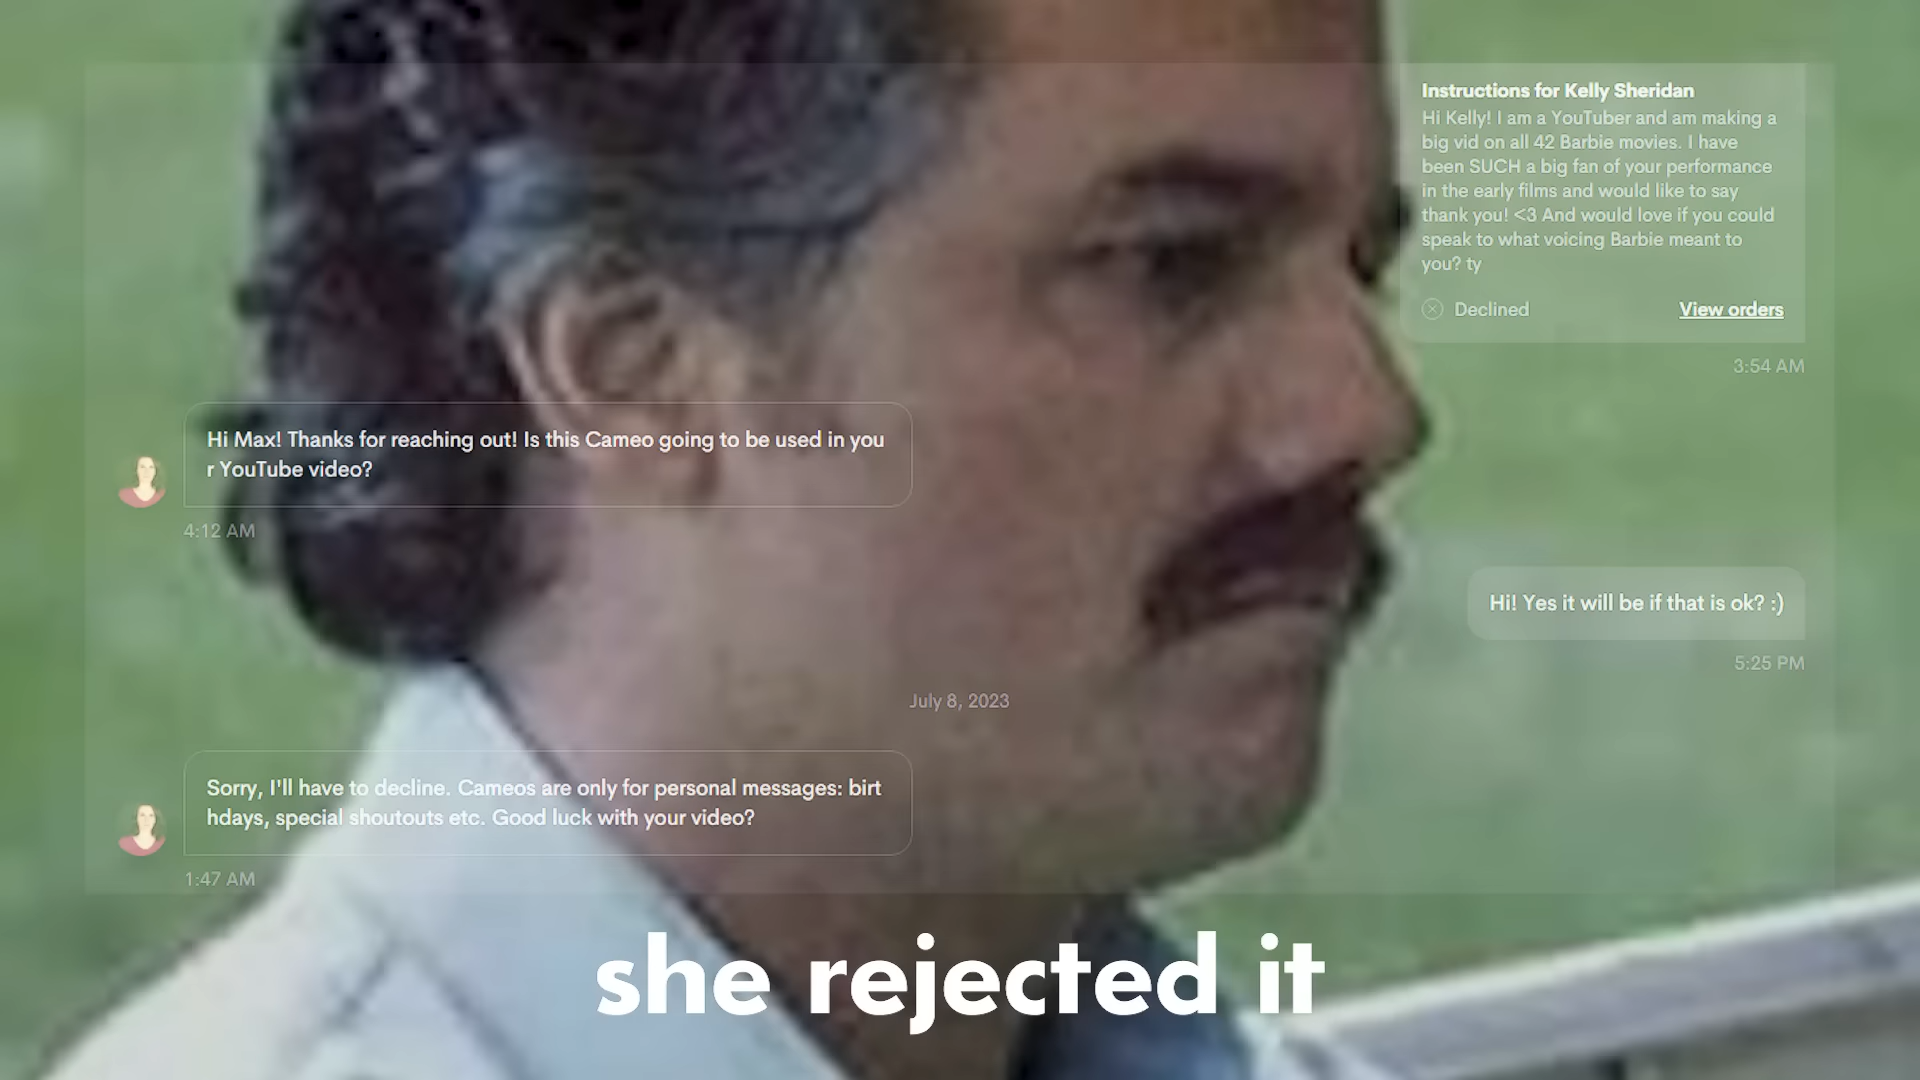 Instructions for Kelly Sheridan
Hi Kelly! I am a YouTuber and am making a
big vid on all 42 Barbie movies. I have
been SUCH a big fan of your performance
in the early films and would like to say
thank you! <3 And would love if you could
speak to what voicing Barbie meant to
you? ty
Declined
View orders
3:54 AM
Hi Max! Thanks for reaching out! Is this Cameo going to be used in you
r YouTube video?
4:12 AM
Hi! Yes it will be if that is ok? :)
5:25 PM
July 8, 2023
Sorry, I'll have to decline. Cameos are only for personal messages: birt
hdays, special shoutouts etc. Good luck with your video?
1:47 AM
she rejected it